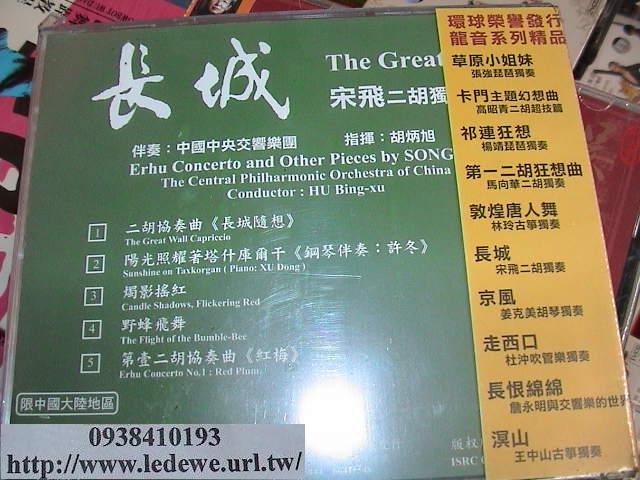 長城
The Great
宋飛二胡獨
伴奏：中國中央交響樂團 指揮：胡炳旭
Erhu Concerto and Other Pieces by SONG
The Central Philharmonic Orchestra of China
Conductor : HU Bing-xu
1 二胡協奏曲《長城隨想》
The Great Wall Capriccio
2 陽光照耀著塔什庫爾干《鋼琴伴奏：許冬》
Sunshine on Taxkorgan ( Piano: XU Dong )
3 燭影搖紅
Candle Shadows, Flickering Red
4 野蜂飛舞
The Flight of the Bumble-Bee
5 第壹二胡協奏曲《紅梅》
Erhu Concerto No.1 : Red Plum
限中國大陸地區
版权
ISRC
環球榮譽發行
龍音系列精品
草原小姐妹
張強琵琶獨奏
卡門主題幻想曲
高昭青二胡超技篇
祁連狂想
楊靖琵琶獨奏
第一二胡狂想曲
馬向華二胡獨奏
敦煌唐人舞
林玲古箏獨奏
長城
宋飛二胡獨奏
京風
姜克美胡琴獨奏
走西口
杜沖吹管樂獨奏
長恨綿綿
詹永明與交響樂的世界
溟山
王中山古箏獨奏
0938410193
http://www.ledewe.url.tw/